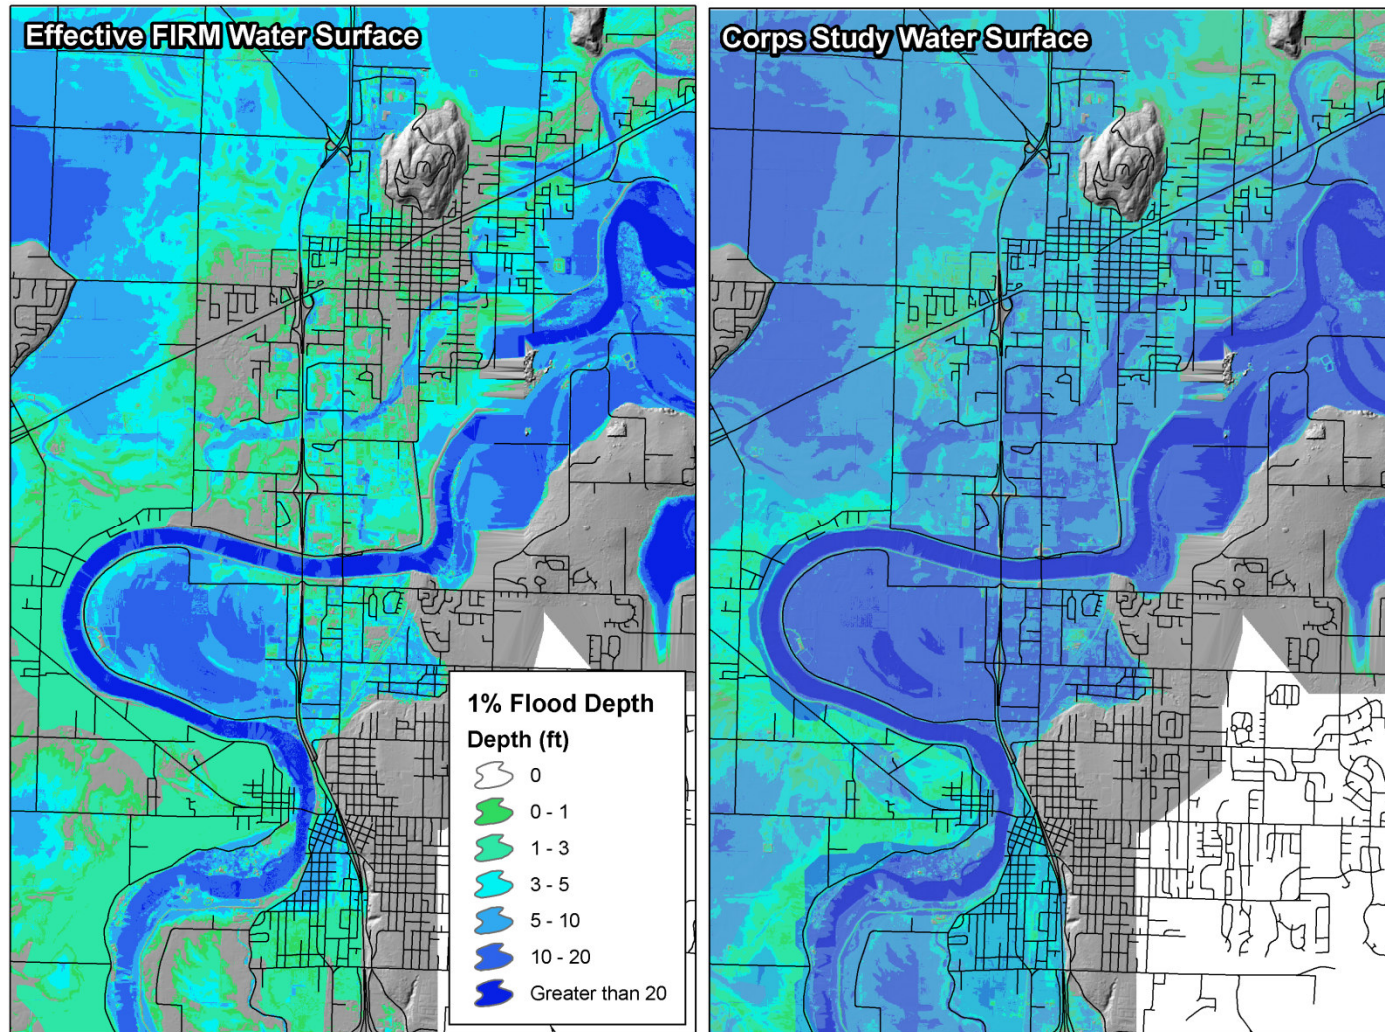 Effective FIRM Water Surface
Corps Study Water Surface
1% Flood Depth
Depth (ft)
0
0 - 1
1 - 3
3 - 5
5 - 10
10 - 20
Greater than 20